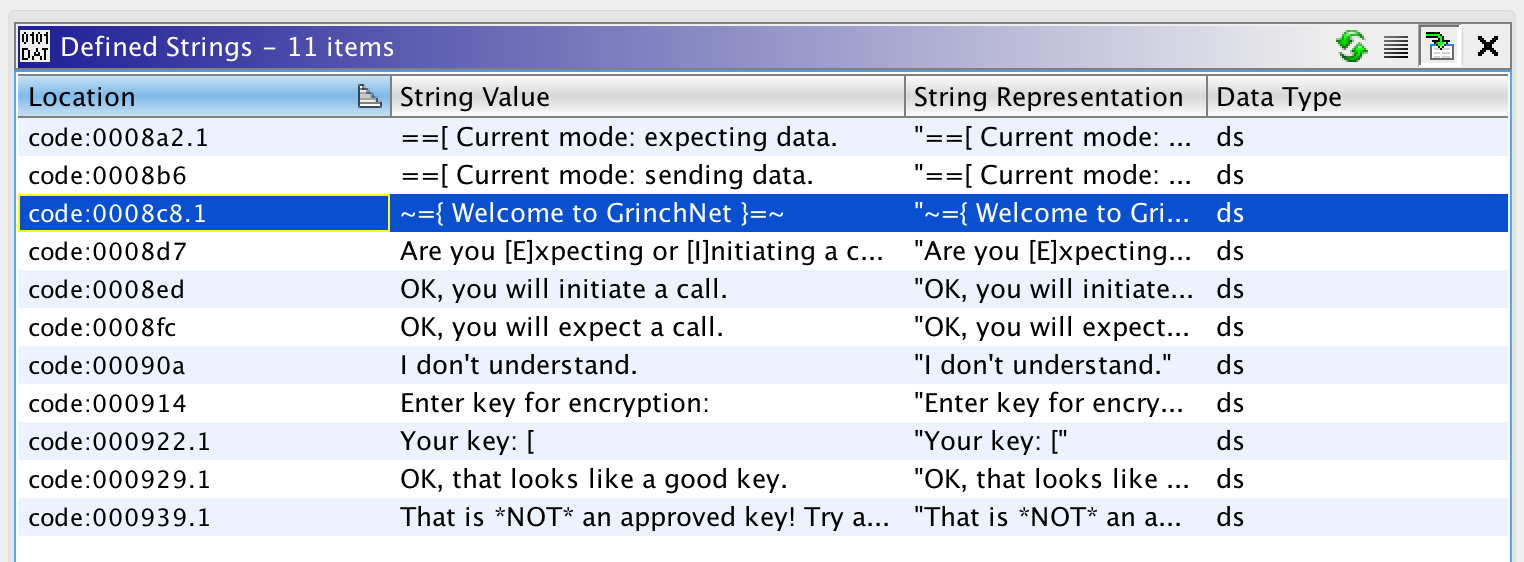 0101
DAT
Defined Strings – 11 items
Location String Value String Representation Data Type
code:0008a2.1 ==[ Current mode: expecting data. "==[ Current mode: ... ds
code:0008b6 ==[ Current mode: sending data. "==[ Current mode: ... ds
code:0008c8.1 ~={ Welcome to GrinchNet }=~ "~={ Welcome to Gri... ds
code:0008d7 Are you [E]xpecting or [I]nitiating a c... "Are you [E]xpecting... ds
code:0008ed OK, you will initiate a call. "OK, you will initiate... ds
code:0008fc OK, you will expect a call. "OK, you will expect... ds
code:00090a I don't understand. "I don't understand." ds
code:000914 Enter key for encryption: "Enter key for encry... ds
code:000922.1 Your key: [ "Your key: [" ds
code:000929.1 OK, that looks like a good key. "OK, that looks like ... ds
code:000939.1 That is *NOT* an approved key! Try a... "That is *NOT* an a... ds